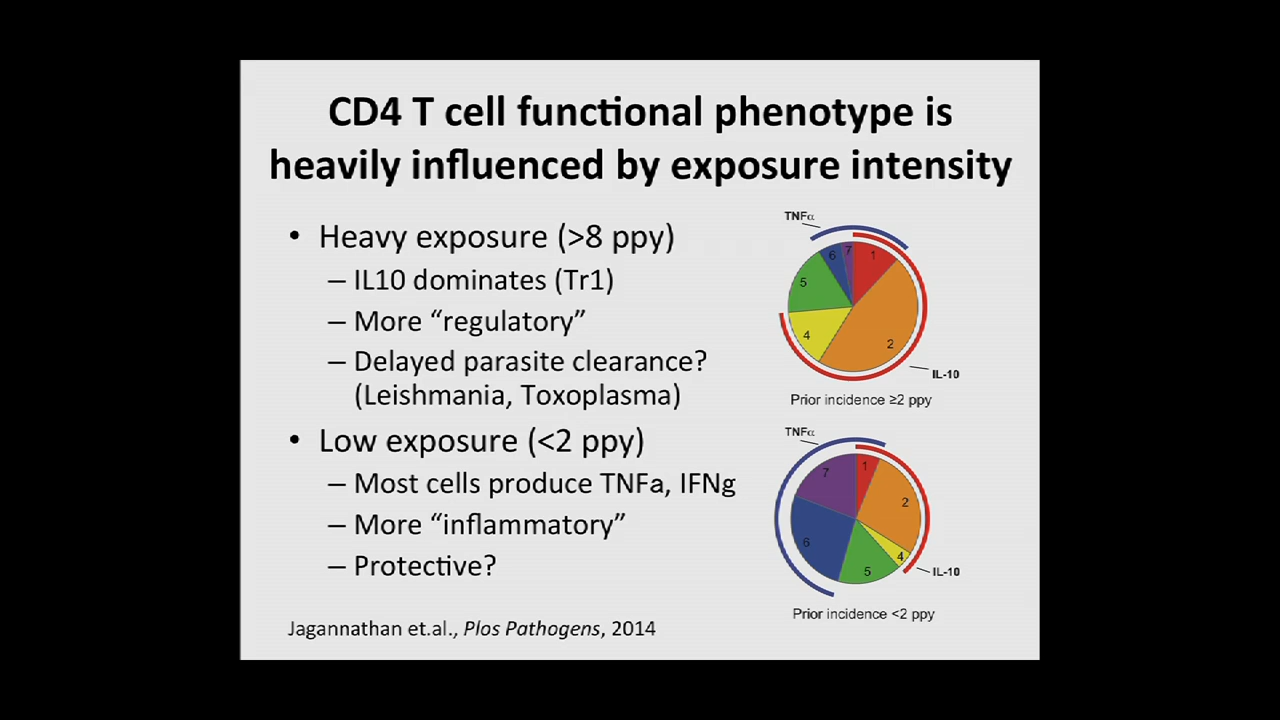 CD4 T cell functional phenotype is
heavily influenced by exposure intensity
• Heavy exposure (>8 ppy)
– IL10 dominates (Tr1)
– More “regulatory”
– Delayed parasite clearance?
(Leishmania, Toxoplasma)
• Low exposure (<2 ppy)
– Most cells produce TNFa, IFNg
– More “inflammatory”
– Protective?
Jagannathan et.al., Plos Pathogens, 2014
TNFα
6
7
1
5
4
2
IL-10
Prior incidence ≥2 ppy
TNFα
7
1
2
6
4
5
IL-10
Prior incidence <2 ppy